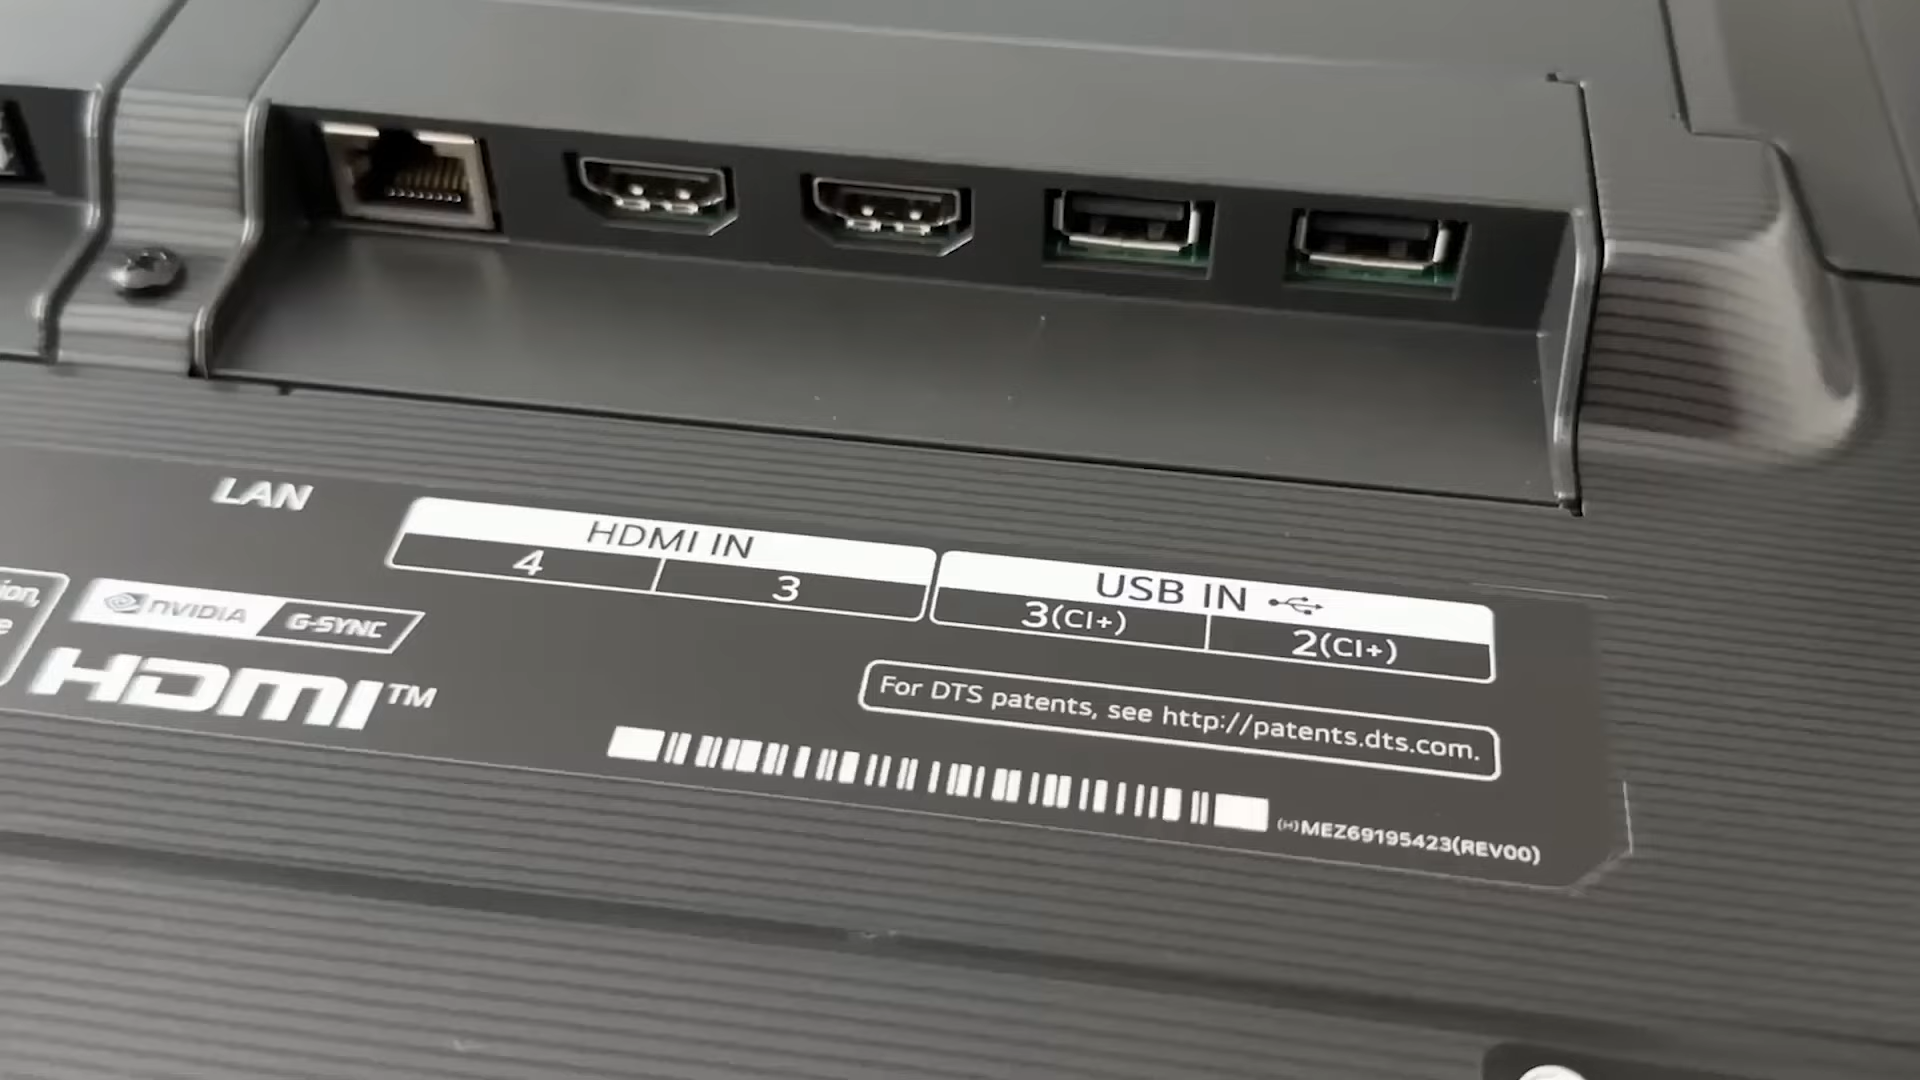 LAN
HDMI IN
4 3
USB IN
3(CI+) 2(CI+)
ion,
e
NVIDIA G-SYNC
HDMI™
For DTS patents, see http://patents.dts.com.
(H)MEZ69195423(REV00)